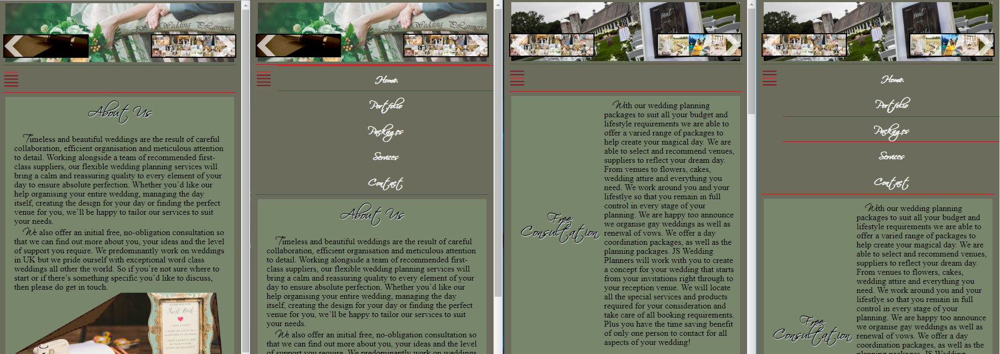 JS Wedding PLanners
About Us
Timeless and beautiful weddings are the result of careful
collaboration, efficient organisation and meticulous attention
to detail. Working alongside a team of recommended first-
class suppliers, our flexible wedding planning services will
bring a calm and reassuring quality to every element of your
day to ensure absolute perfection. Whether you’d like our
help organising your entire wedding, managing the day
itself, creating the design for your day or finding the perfect
venue for you, we’ll be happy to tailor our services to suit
your needs.
We also offer an initial free, no-obligation consultation so
that we can find out more about you, your ideas and the level
of support you require. We predominantly work on weddings
in UK but we pride ourself with exceptional word class
weddings all other the world. So if you’re not sure where to
start or if there’s something specific you’d like to discuss,
then please do get in touch.
Guest Book
JS Wedding PLanners
Home
Portfolio
Packages
Services
Contact
About Us
Timeless and beautiful weddings are the result of careful
collaboration, efficient organisation and meticulous attention
to detail. Working alongside a team of recommended first-
class suppliers, our flexible wedding planning services will
bring a calm and reassuring quality to every element of your
day to ensure absolute perfection. Whether you’d like our
help organising your entire wedding, managing the day
itself, creating the design for your day or finding the perfect
venue for you, we’ll be happy to tailor our services to suit
your needs.
We also offer an initial free, no-obligation consultation so
that we can find out more about you, your ideas and the level
of support you require. We predominantly work on weddings
seat
Free
Consultation
With our wedding planning
packages to suit all your budget and
lifestyle requirements we are able to
offer a varied range of packages to
help create your magical day. We are
able to select and recommend venues,
suppliers to reflect your dream day.
From venues to flowers, cakes,
wedding attire and everything you
need. We work around you and your
lifestlye so that you remain in full
control in every stage of your
planning. We are happy too announce
we organise gay weddings as well as
renewal of vows. We offer a day
coordination packages, as well as the
planning packages. JS Wedding
Planners will work with you to create
a concept for your wedding that starts
from your invitations right through to
your reception venue. We will locate
all the special services and products
required for your consideration and
take care of all booking requirements.
Plus you have the time saving benefit
of only one person to contact for all
aspects of your wedding!
seat
Home
Portfolio
Packages
Services
Contact
Free
Consultation
With our wedding planning
packages to suit all your budget and
lifestyle requirements we are able to
offer a varied range of packages to
help create your magical day. We are
able to select and recommend venues,
suppliers to reflect your dream day.
From venues to flowers, cakes,
wedding attire and everything you
need. We work around you and your
lifestlye so that you remain in full
control in every stage of your
planning. We are happy too announce
we organise gay weddings as well as
renewal of vows. We offer a day
coordination packages, as well as the
planning packages. JS Wedding